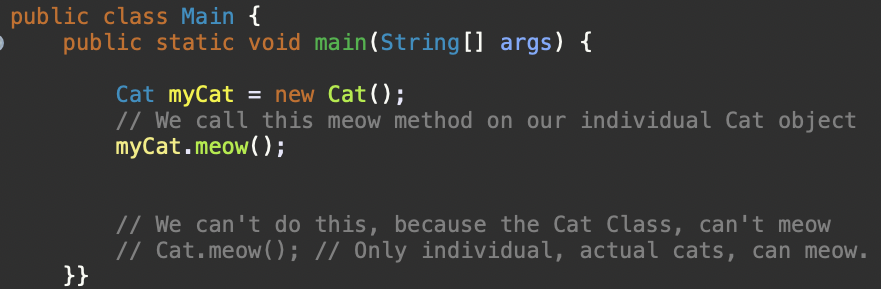 public class Main {
public static void main(String[] args) {
Cat myCat = new Cat();
// We call this meow method on our individual Cat object
myCat.meow();
// We can't do this, because the Cat Class, can't meow
// Cat.meow(); // Only individual, actual cats, can meow.
}}